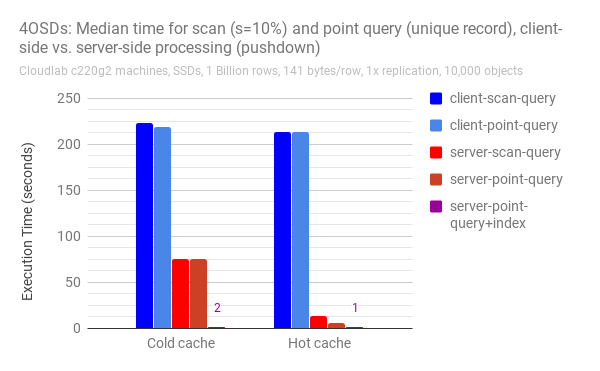 4OSDs: Median time for scan (s=10%) and point query (unique record), client-
side vs. server-side processing (pushdown)
Cloudlab c220g2 machines, SSDs, 1 Billion rows, 141 bytes/row, 1x replication, 10,000 objects
250
200
150
100
50
0
Execution Time (seconds)
2
1
Cold cache
Hot cache
client-scan-query
client-point-query
server-scan-query
server-point-query
server-point-
query+index